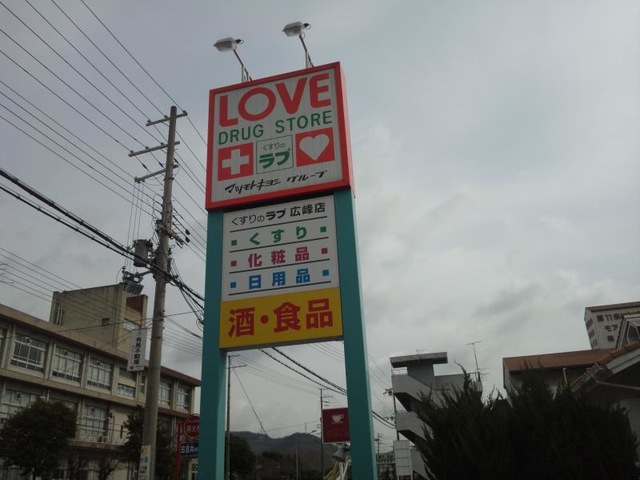 LOVE
DRUG STORE
くすりの
ラブ
マツモトキヨシ グループ
くすりのラブ 広峰店
くすり
化粧品
日用品
酒・食品